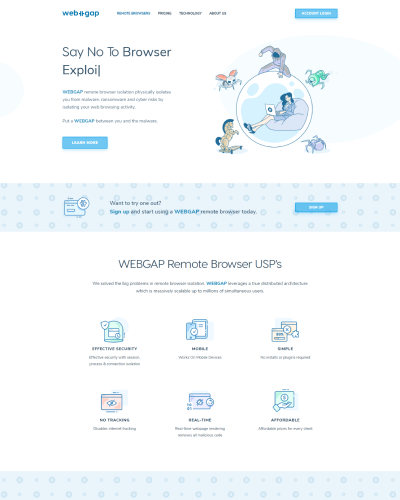 webgap
REMOTE BROWSERS PRICING TECHNOLOGY ABOUT US
ACCOUNT LOGIN
Say No To Browser
Exploi|
WEBGAP remote browser isolation physically isolates
you from malware, ransomware and cyber risks by
isolating your web browsing activity.
Put a WEBGAP between you and the malware.
LEARN MORE
Want to try one out?
Sign up and start using a WEBGAP remote browser today.
SIGN UP
WEBGAP Remote Browser USP's
We solved the big problems in remote browser isolation. WEBGAP leverages a true distributed architecture
which is massively scalable up to millions of simultaneous users.
EFFECTIVE SECURITY
Effective security with session,
process & connection isolation
MOBILE
Works On Mobile Devices
SIMPLE
No installs or plugins required
NO TRACKING
Disables internet tracking
REAL-TIME
Real-time webpage rendering
removes all malicious code
AFFORDABLE
Affordable prices for every client